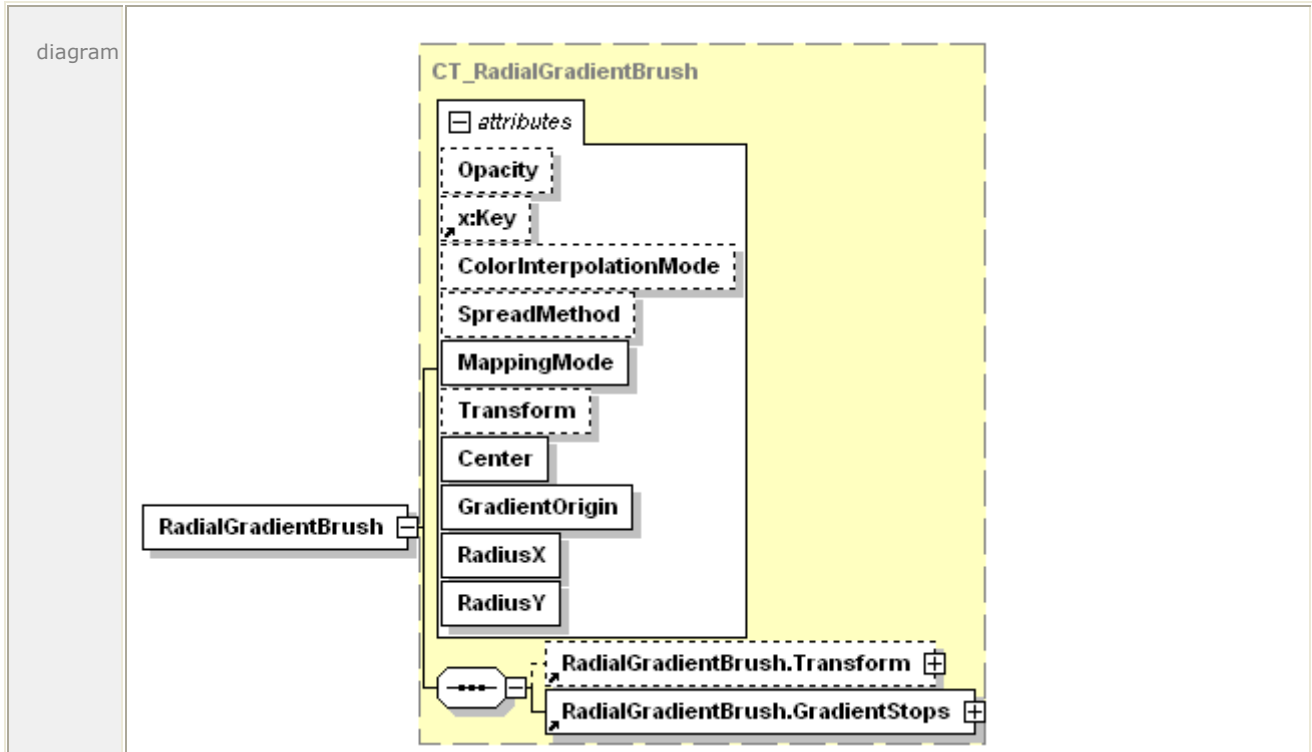 diagram
CT_RadialGradientBrush
attributes
Opacity
x:Key
ColorInterpolationMode
SpreadMethod
MappingMode
Transform
Center
GradientOrigin
RadialGradientBrush
RadiusX
RadiusY
RadialGradientBrush.Transform
RadialGradientBrush.GradientStops